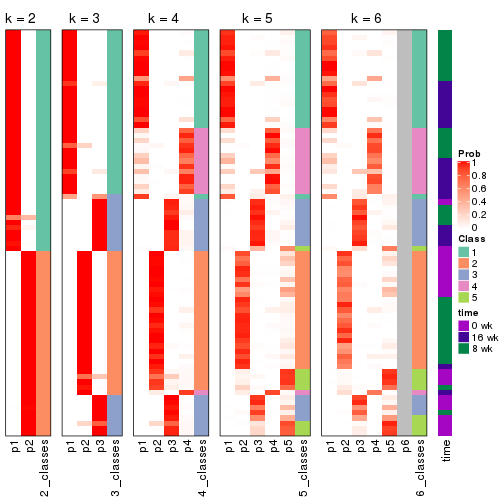 k = 2
k = 3
k = 4
k = 5
k = 6
Prob
1
0.8
0.6
0.4
0.2
0
Class
1
2
3
4
5
time
0 wk
16 wk
8 wk
p1
p2
2_classes
p1
p2
p3
3_classes
p1
p2
p3
p4
4_classes
p1
p2
p3
p4
p5
5_classes
p1
p2
p3
p4
p5
p6
6_classes
time